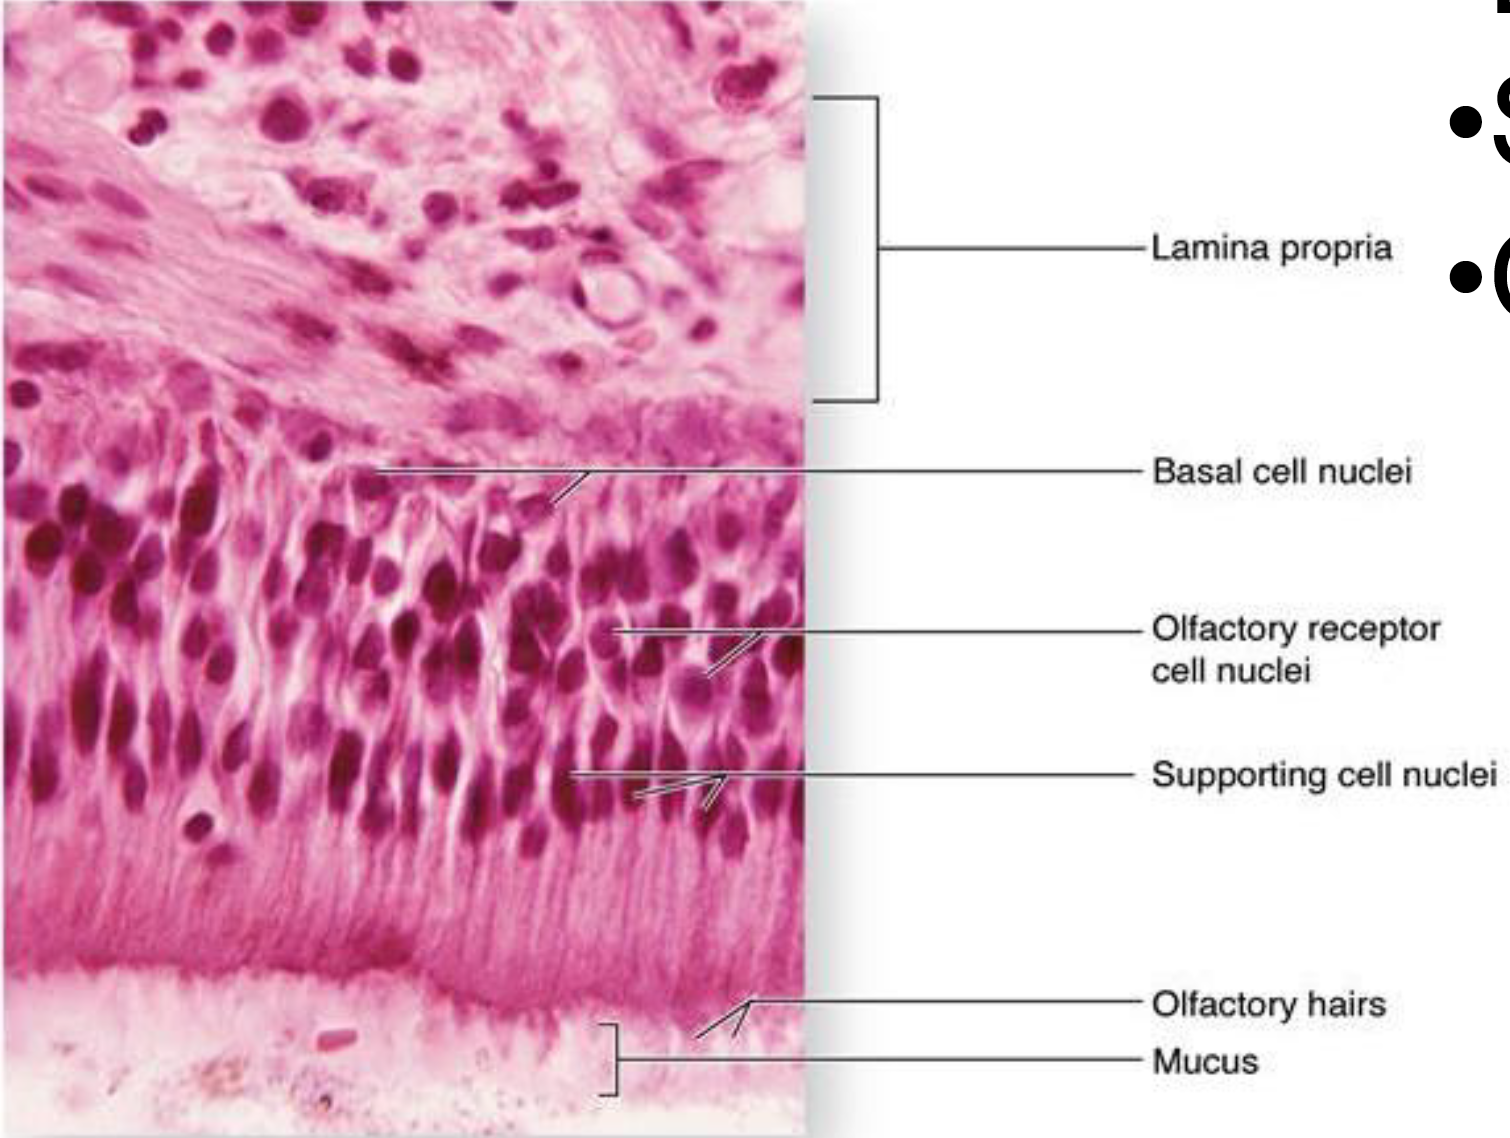 Lamina propria
Basal cell nuclei
Olfactory receptor
cell nuclei
Supporting cell nuclei
Olfactory hairs
Mucus